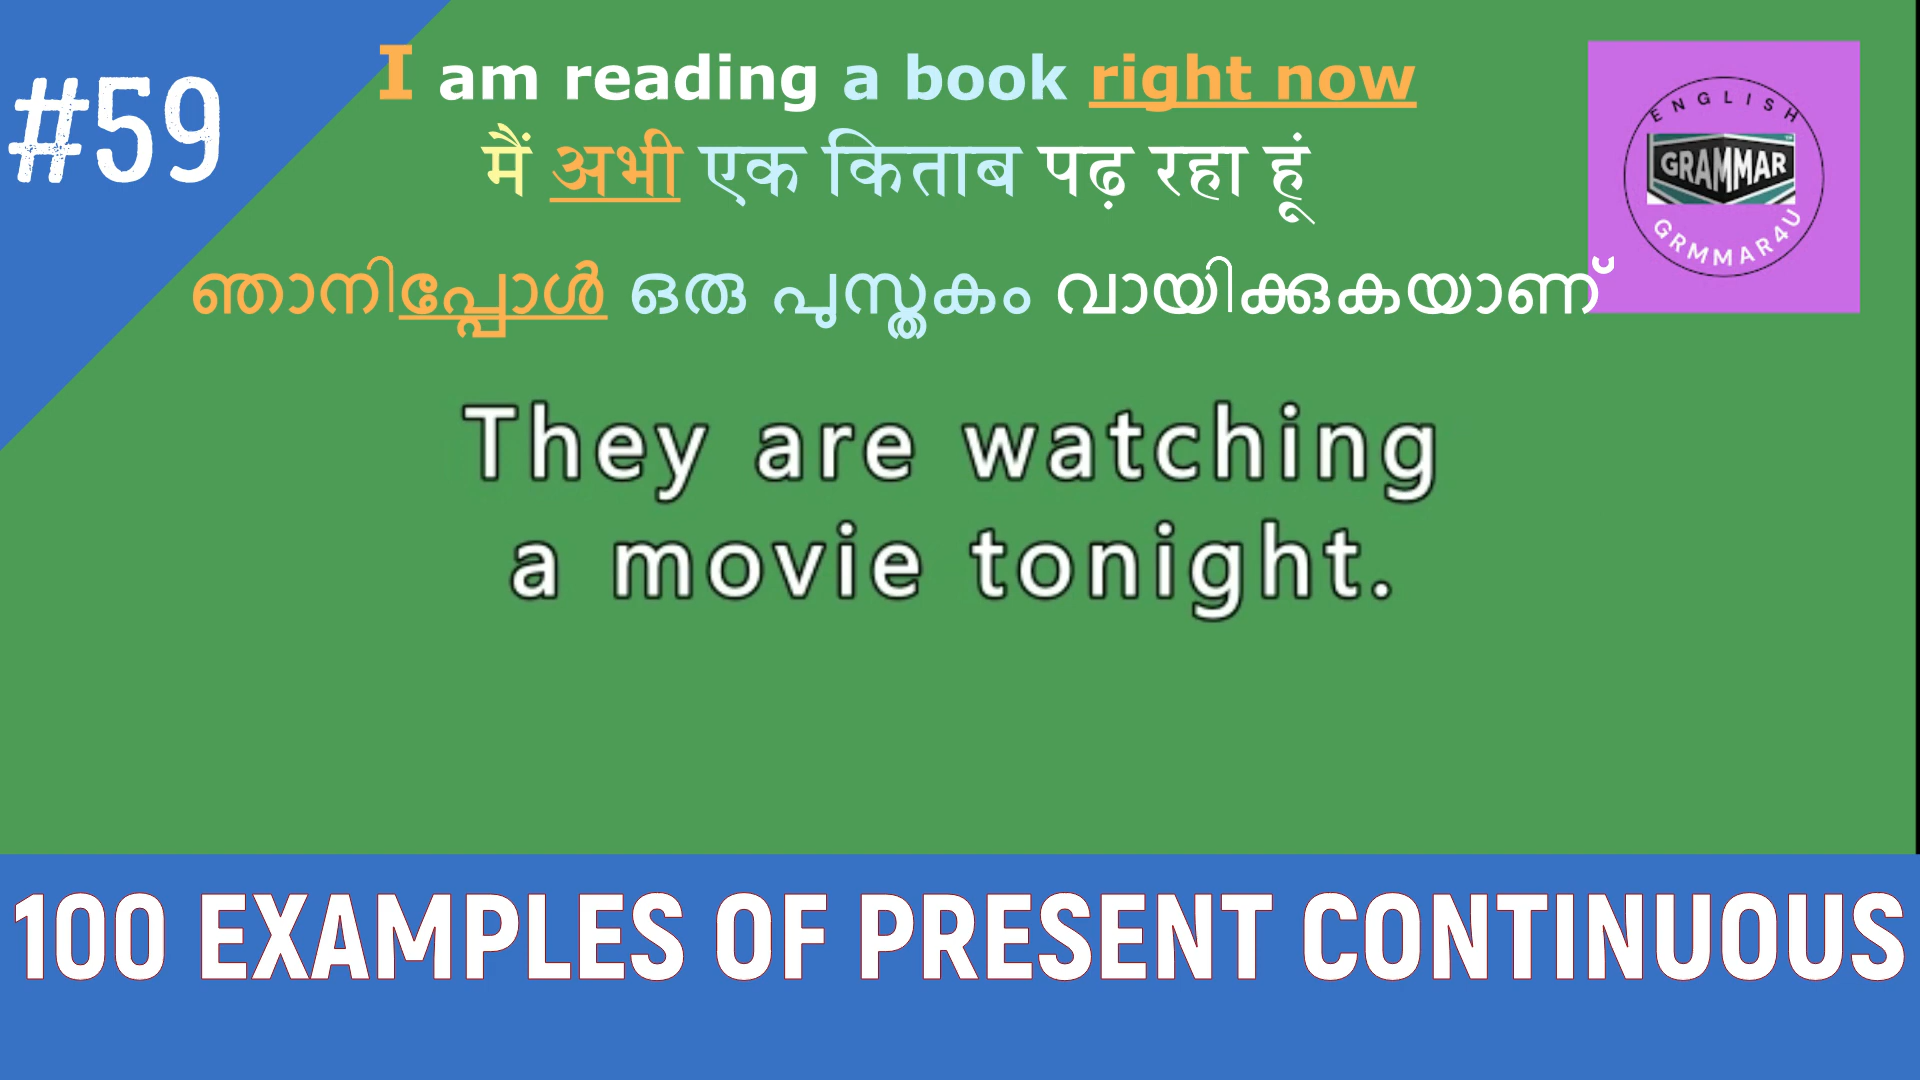 #59
I am reading a book right now
मैं अभी एक किताब पढ़ रहा हूं
ഞാനിപ്പോൾ ഒരു പുസ്തകം വായിക്കുകയാണ്
ENGLISH
GRAMMAR
GRMMAR4U
They are watching
a movie tonight.
100 EXAMPLES OF PRESENT CONTINUOUS